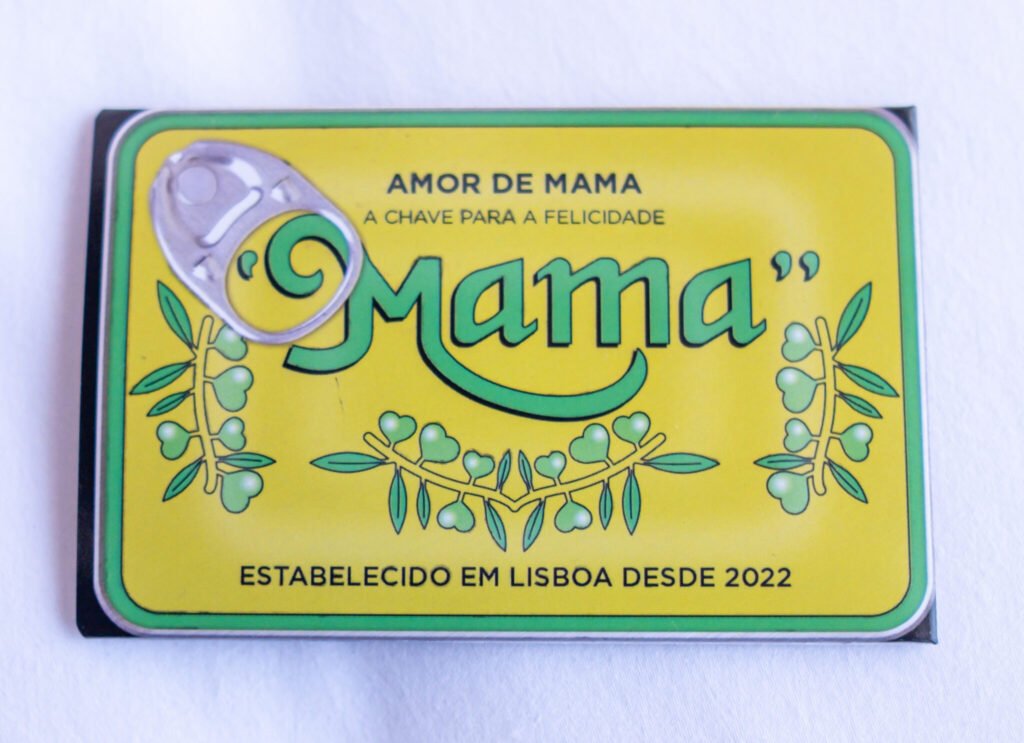 AMOR DE MAMA
A CHAVE PARA A FELICIDADE
“Mama”
ESTABELECIDO EM LISBOA DESDE 2022